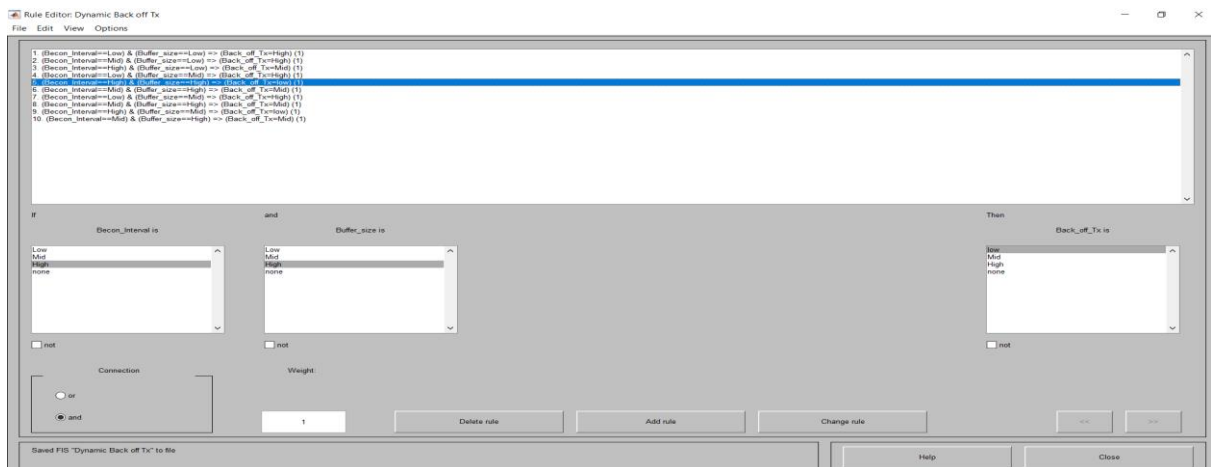 Rule Editor: Dynamic Back off Tx
File Edit View Options
1. (Becon_Interval==Low) & (Buffer_size==Low) => (Back_off_Tx=High) (1)
2. (Becon_Interval==Mid) & (Buffer_size==Low) => (Back_off_Tx=High) (1)
3. (Becon_Interval==High) & (Buffer_size==Low) => (Back_off_Tx=Mid) (1)
4. (Becon_Interval==Low) & (Buffer_size==Mid) => (Back_off_Tx=High) (1)
5. (Becon_Interval==High) & (Buffer_size==High) => (Back_off_Tx=low) (1)
6. (Becon_Interval==Mid) & (Buffer_size==High) => (Back_off_Tx=Mid) (1)
7. (Becon_Interval==Low) & (Buffer_size==Mid) => (Back_off_Tx=High) (1)
8. (Becon_Interval==Mid) & (Buffer_size==High) => (Back_off_Tx=Mid) (1)
9. (Becon_Interval==High) & (Buffer_size==Mid) => (Back_off_Tx=low) (1)
10. (Becon_Interval==Mid) & (Buffer_size==High) => (Back_off_Tx=Mid) (1)
If and Then
Becon_Interval is Buffer_size is Back_off_Tx is
Low Low low
Mid Mid Mid
High High High
none none none
not not not
Connection Weight:
or
and 1 Delete rule Add rule Change rule << >>
Saved FIS "Dynamic Back off Tx" to file Help Close